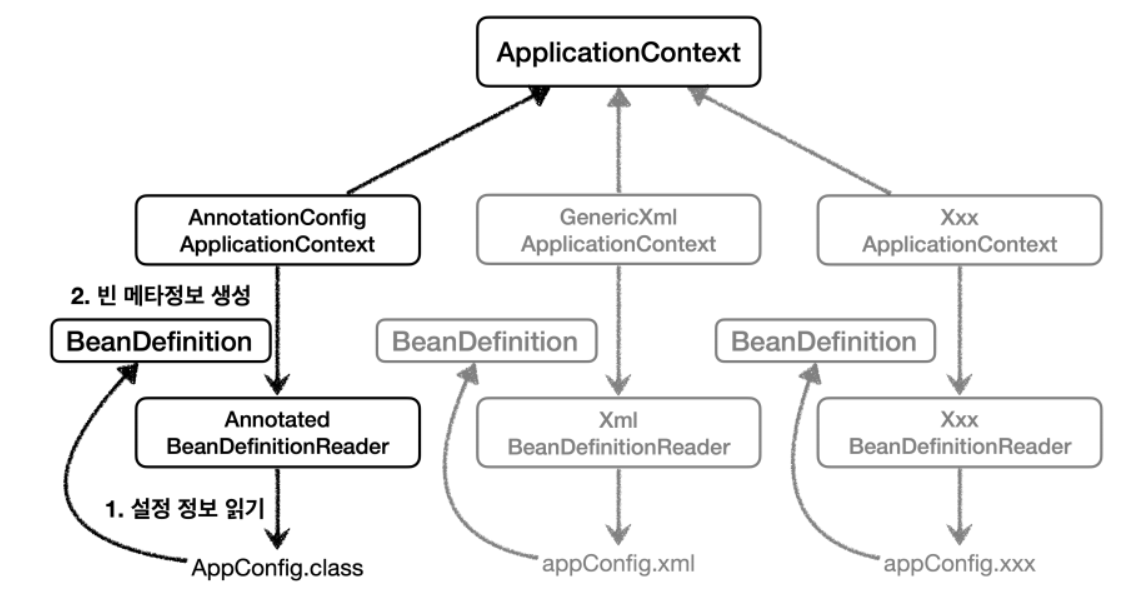 ApplicationContext
AnnotationConfig
ApplicationContext
GenericXml
ApplicationContext
Xxx
ApplicationContext
2. 빈 메타정보 생성
BeanDefinition
BeanDefinition
BeanDefinition
Annotated
BeanDefinitionReader
Xml
BeanDefinitionReader
Xxx
BeanDefinitionReader
1. 설정 정보 읽기
AppConfig.class
appConfig.xml
appConfig.xxx